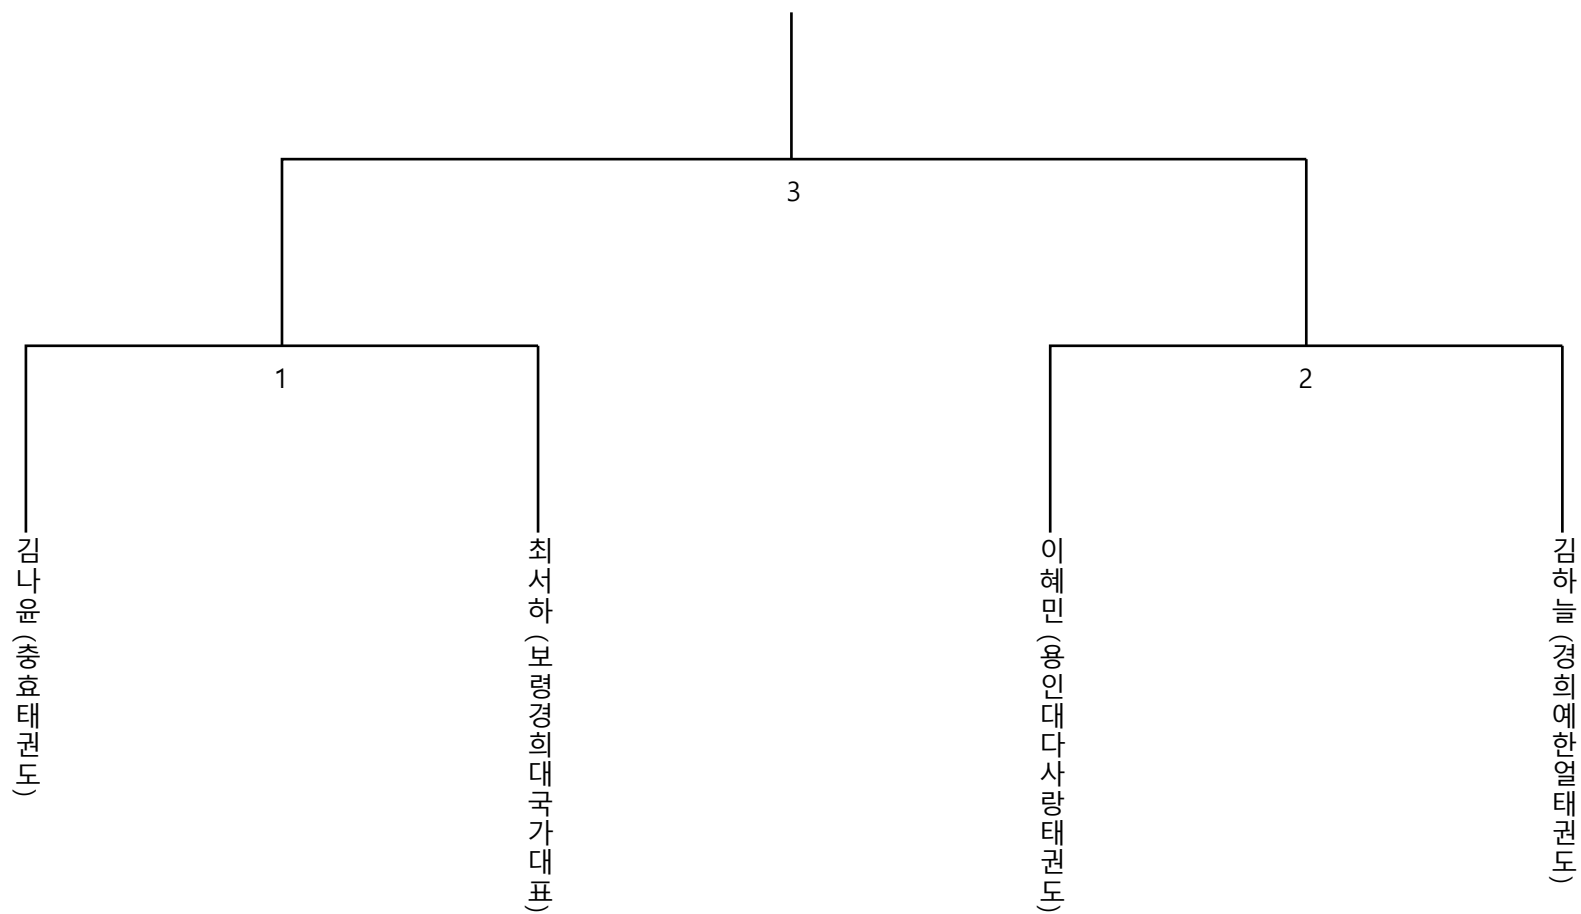 3
1
2
김나윤 (충효태권도)
최서하 (보령경희대국가대표)
이혜민 (용인대다사랑태권도)
김하늘 (경희예한얼태권도)